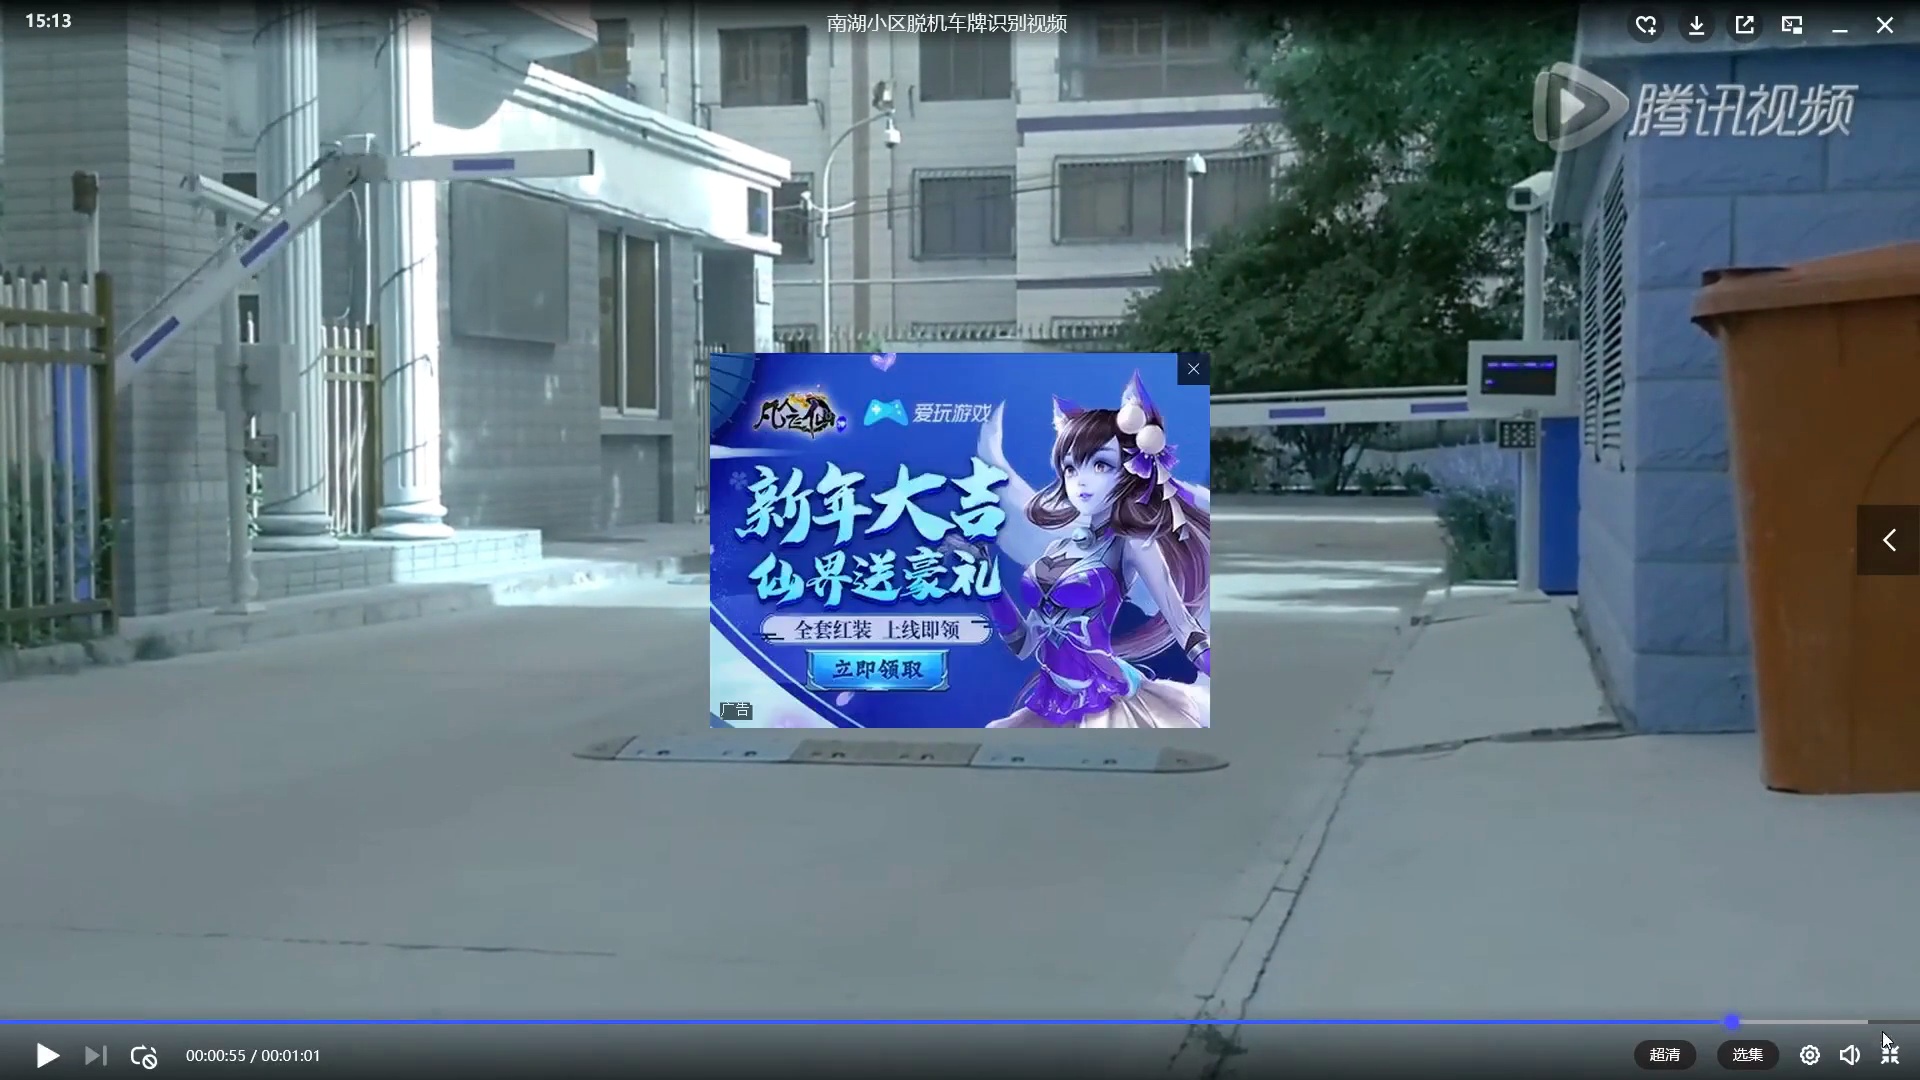 15:13
南湖小区脱机车牌识别视频
腾讯视频
凡人飞仙
爱玩游戏
新年大吉
仙界送豪礼
全套红装 上线即领
立即领取
广告
00:00:55 / 00:01:01
超清
选集